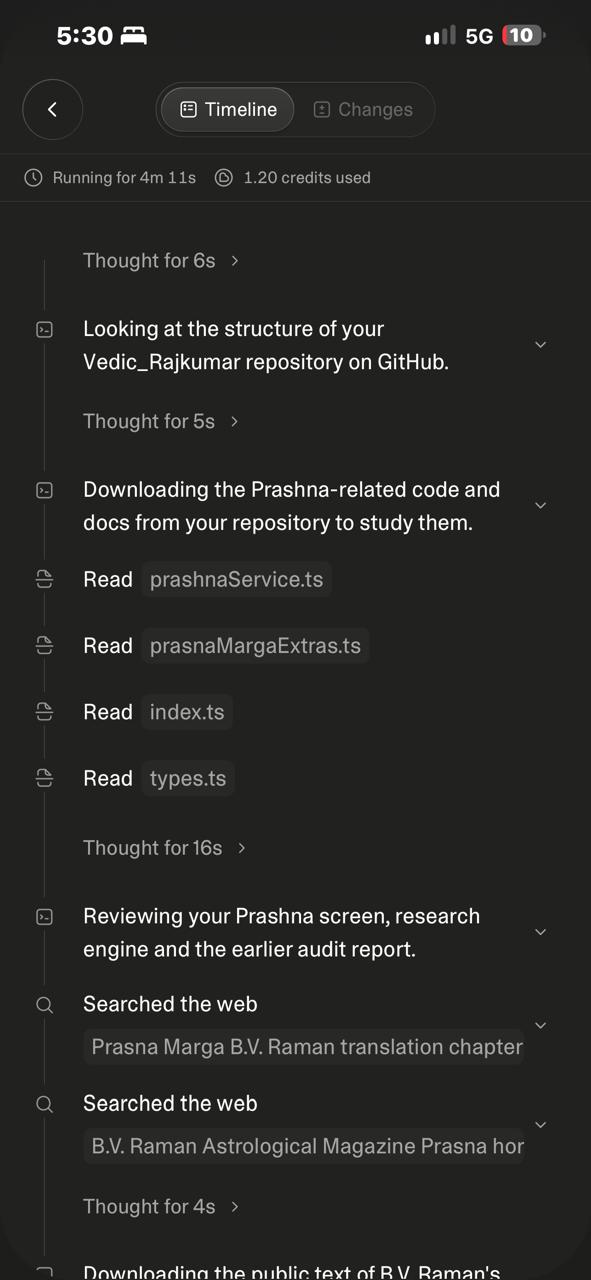 5:30
5G
10
Timeline
Changes
Running for 4m 11s
1.20 credits used
Thought for 6s
Looking at the structure of your
Vedic_Rajkumar repository on GitHub.
Thought for 5s
Downloading the Prashna-related code and
docs from your repository to study them.
Read prashnaService.ts
Read prasnaMargaExtras.ts
Read index.ts
Read types.ts
Thought for 16s
Reviewing your Prashna screen, research
engine and the earlier audit report.
Searched the web
Prasna Marga B.V. Raman translation chapter
Searched the web
B.V. Raman Astrological Magazine Prasna hor
Thought for 4s
Downloading the public text of B.V. Raman's